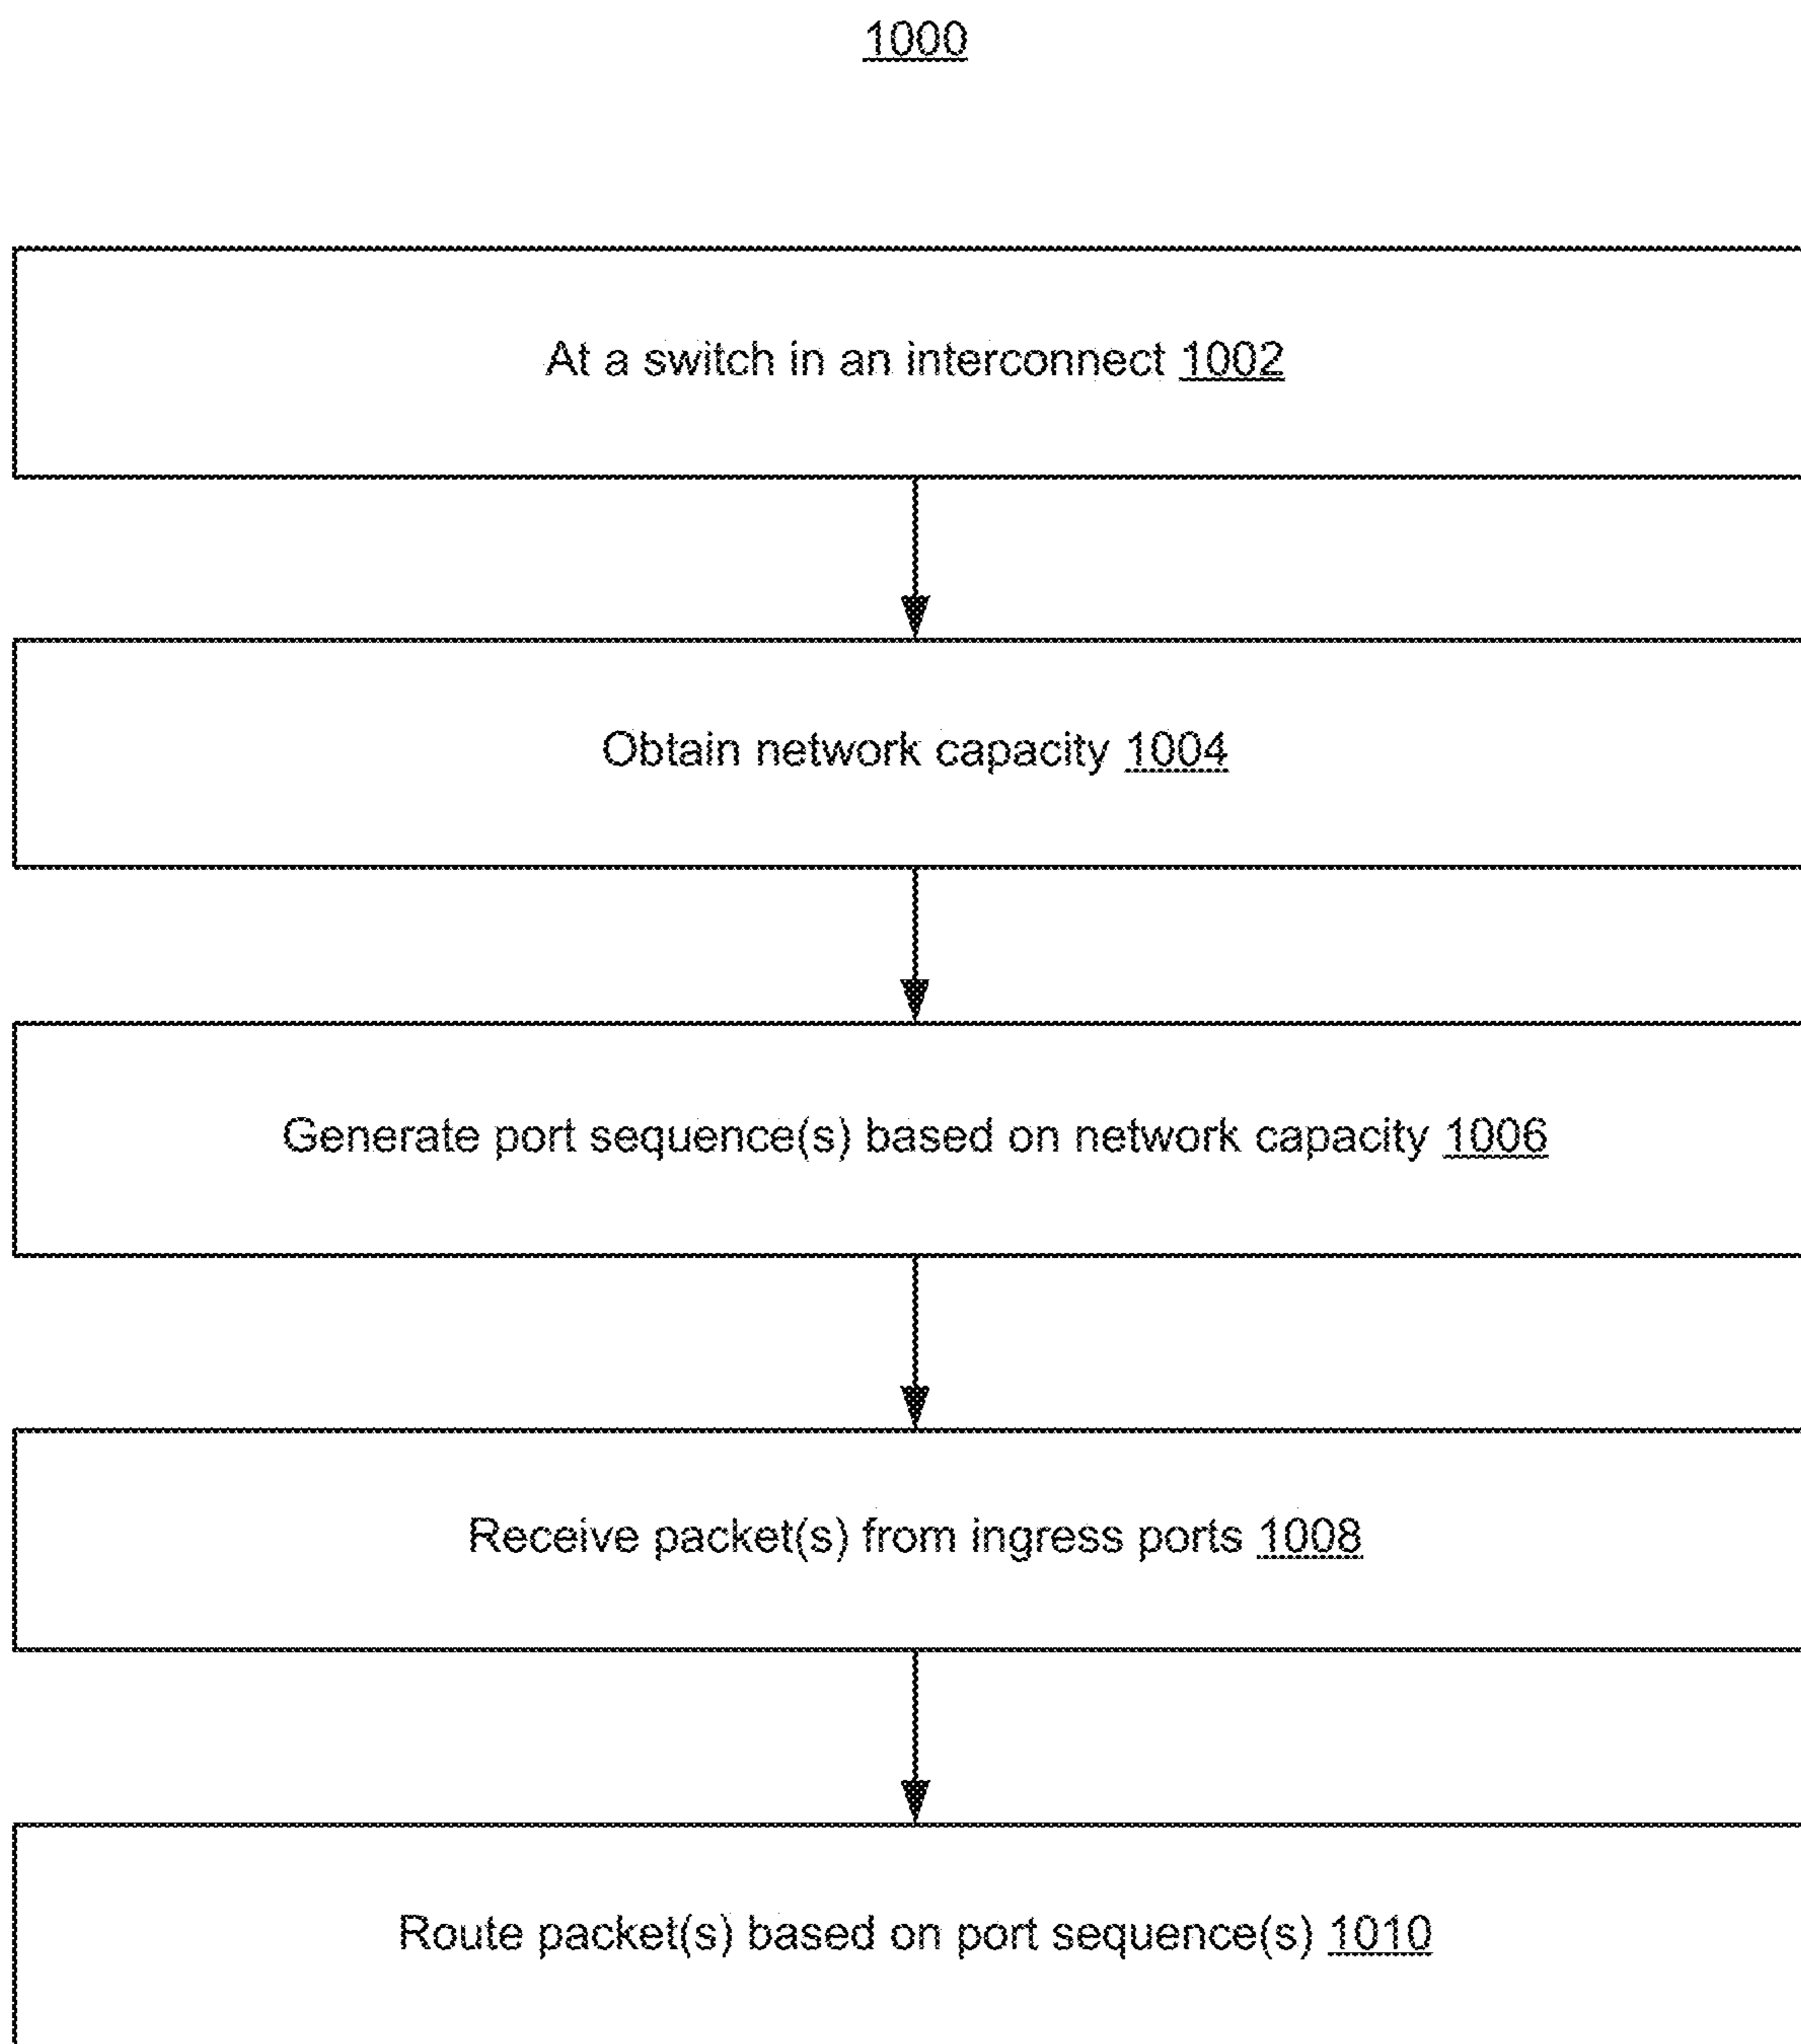 1000
At a switch in an interconnect 1002
Obtain network capacity 1004
Generate port sequence(s) based on network capacity 1006
Receive packet(s) from ingress ports 1008
Route packet(s) based on port sequence(s) 1010